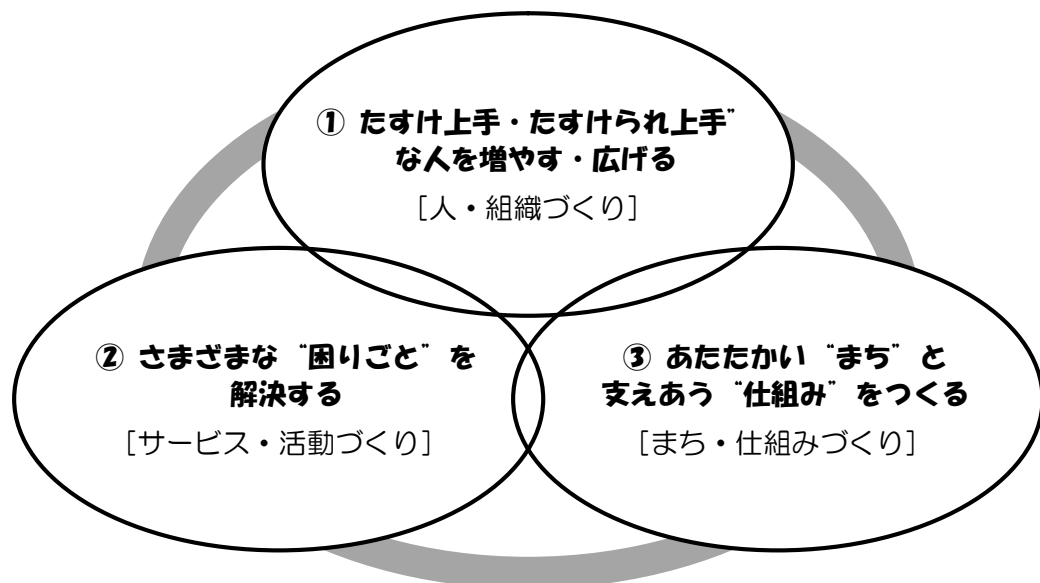 ① たすけ上手・たすけられ上手”
な人を増やす・広げる
[人・組織づくり]
② さまざまな“困りごと”を
解決する
[サービス・活動づくり]
③ あたたかい“まち”と
支えあう“仕組み”をつくる
[まち・仕組みづくり]